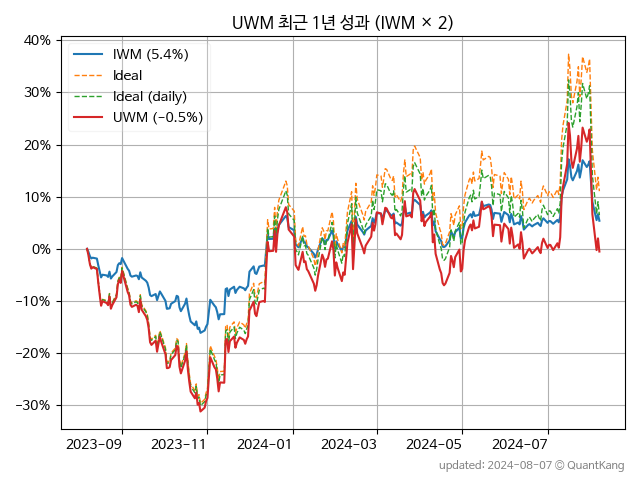 UWM 최근 1년 성과 (IWM × 2)
IWM (5.4%)
Ideal
Ideal (daily)
UWM (−0.5%)
40%
30%
20%
10%
0%
−10%
−20%
−30%
2023-09 2023-11 2024-01 2024-03 2024-05 2024-07
updated: 2024-08-07 © QuantKang